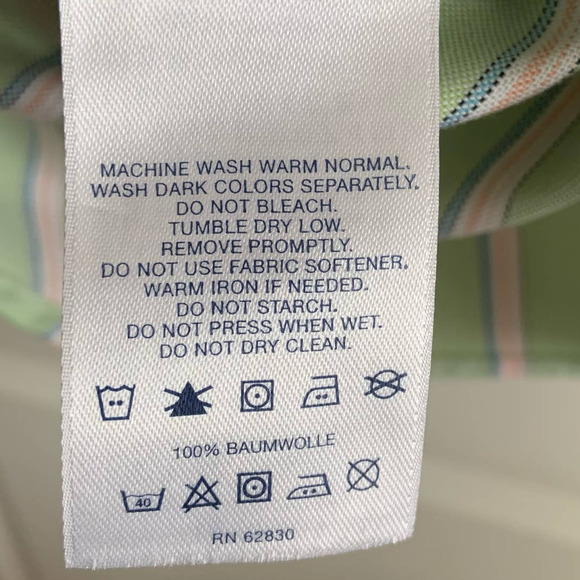 MACHINE WASH WARM NORMAL.
WASH DARK COLORS SEPARATELY.
DO NOT BLEACH.
TUMBLE DRY LOW.
REMOVE PROMPTLY.
DO NOT USE FABRIC SOFTENER.
WARM IRON IF NEEDED.
DO NOT STARCH.
DO NOT PRESS WHEN WET.
DO NOT DRY CLEAN.
100% BAUMWOLLE
40
RN 62830